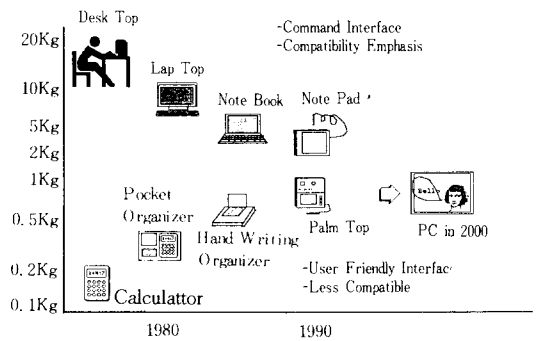 Desk Top
-Command Interface
-Compatibility Emphasis
20Kg
Lap Top
10Kg
Note Book
Note Pad
5Kg
2Kg
1Kg
Hello
Pocket
Organizer
0.5Kg
Hand Writing
Organizer
Palm Top
PC in 2000
0.2Kg
-User Friendly Interfac
-Less Compatible
Calculattor
0.1Kg
1980
1990